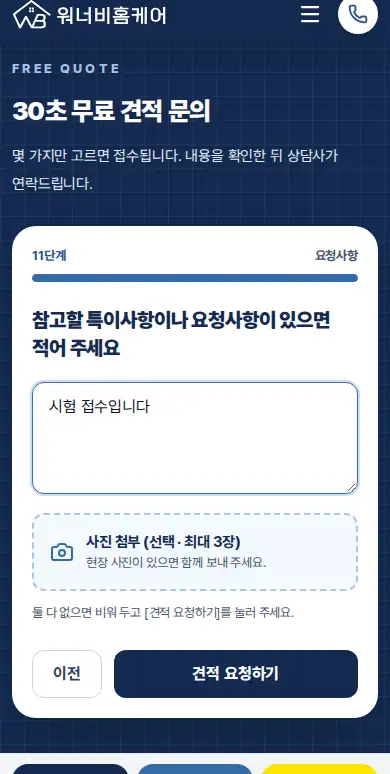 WB 워너비홈케어
FREE QUOTE
30초 무료 견적 문의
몇 가지만 고르면 접수됩니다. 내용을 확인한 뒤 상담사가
연락드립니다.
11단계 요청사항
참고할 특이사항이나 요청사항이 있으면
적어 주세요
시험 접수입니다
사진 첨부 (선택 · 최대 3장)
현장 사진이 있으면 함께 보내 주세요.
둘 다 없으면 비워 두고 [견적 요청하기]를 눌러 주세요.
이전 견적 요청하기